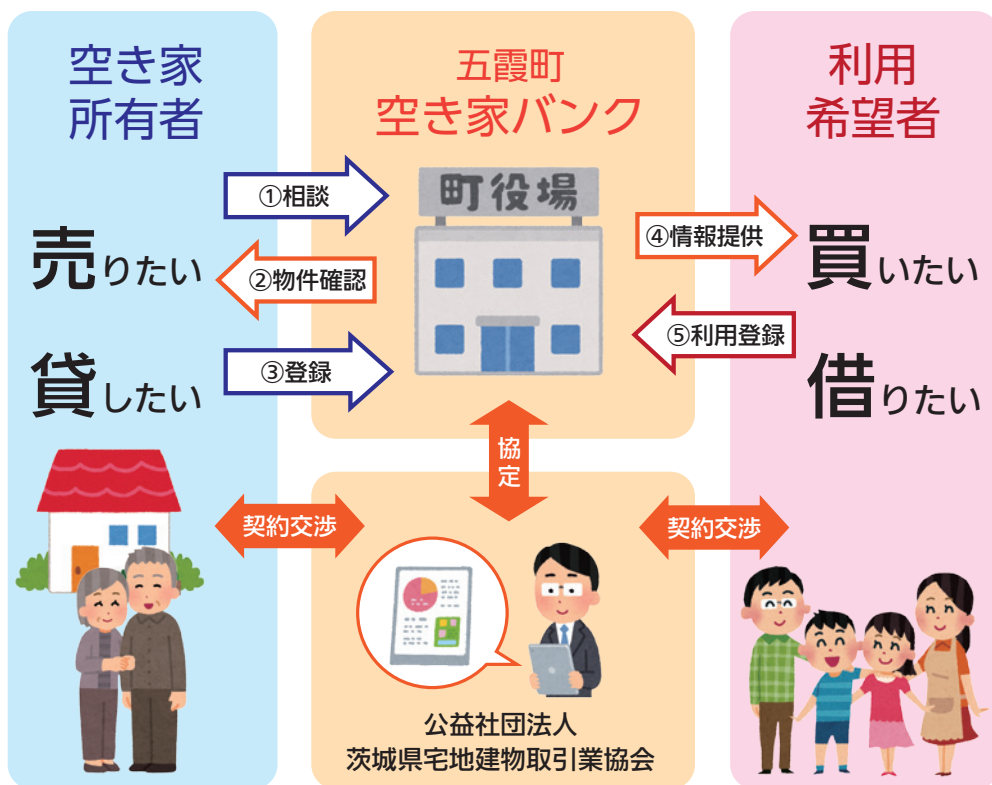 空き家
所有者
売りたい
貸したい
五霞町
空き家バンク
町役場
①相談
②物件確認
③登録
④情報提供
⑤利用登録
利用
希望者
買いたい
借りたい
協
定
契約交渉
契約交渉
公益社団法人
茨城県宅地建物取引業協会